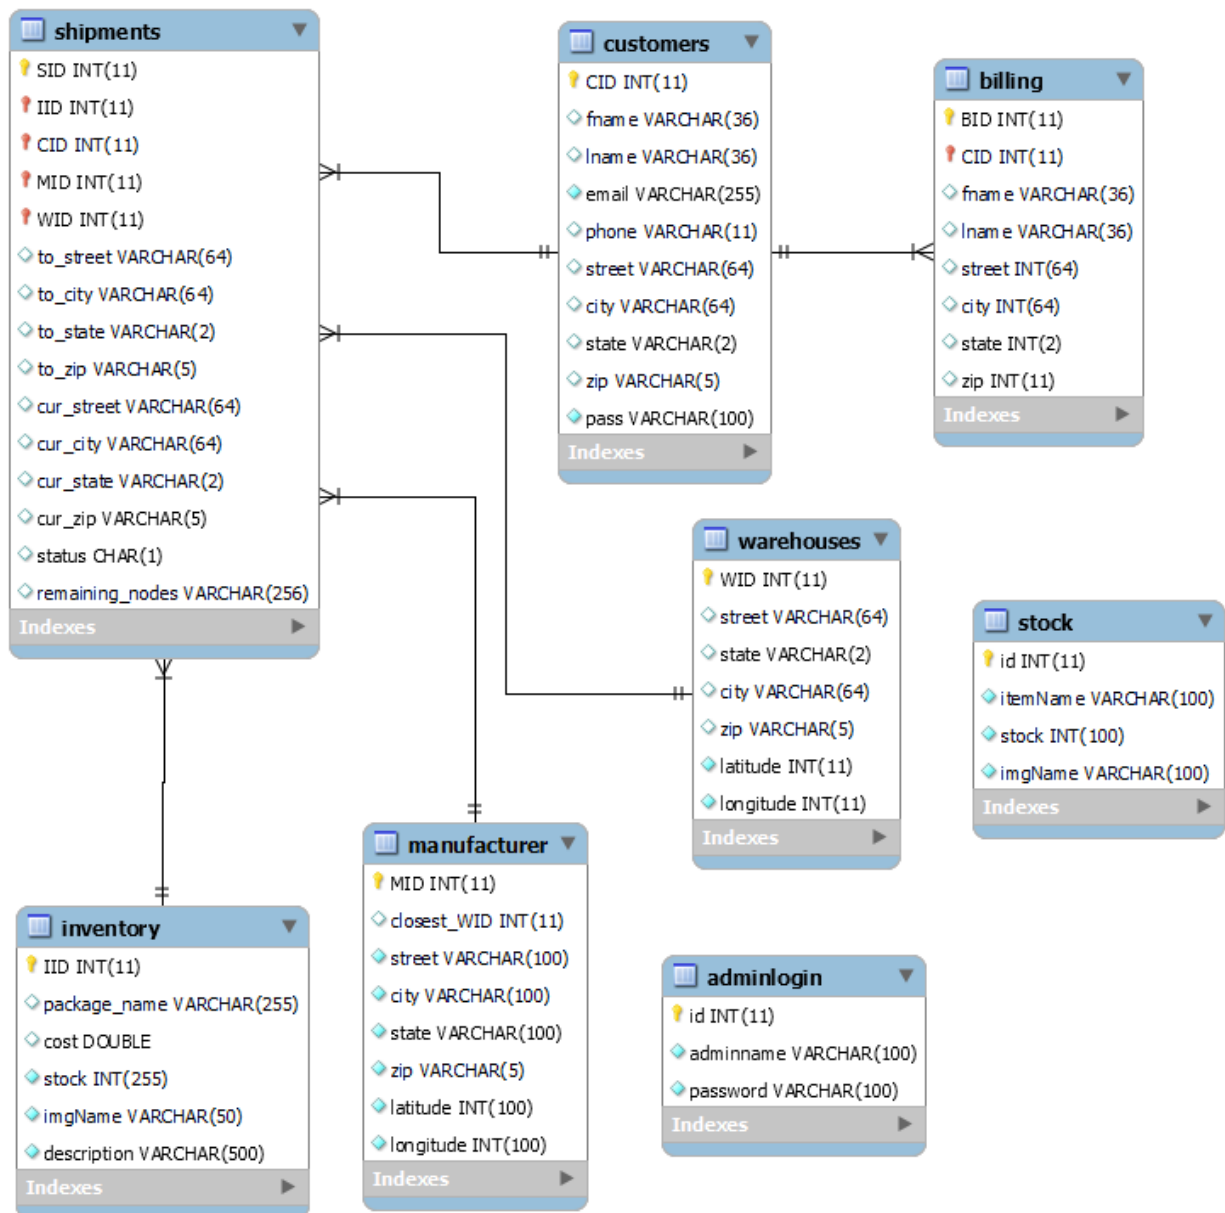 shipments
SID INT(11)
IID INT(11)
CID INT(11)
MID INT(11)
WID INT(11)
to_street VARCHAR(64)
to_city VARCHAR(64)
to_state VARCHAR(2)
to_zip VARCHAR(5)
cur_street VARCHAR(64)
cur_city VARCHAR(64)
cur_state VARCHAR(2)
cur_zip VARCHAR(5)
status CHAR(1)
remaining_nodes VARCHAR(256)
Indexes
customers
CID INT(11)
fname VARCHAR(36)
lname VARCHAR(36)
email VARCHAR(255)
phone VARCHAR(11)
street VARCHAR(64)
city VARCHAR(64)
state VARCHAR(2)
zip VARCHAR(5)
pass VARCHAR(100)
Indexes
billing
BID INT(11)
CID INT(11)
fname VARCHAR(36)
lname VARCHAR(36)
street INT(64)
city INT(64)
state INT(2)
zip INT(11)
Indexes
warehouses
WID INT(11)
street VARCHAR(64)
state VARCHAR(2)
city VARCHAR(64)
zip VARCHAR(5)
latitude INT(11)
longitude INT(11)
Indexes
stock
id INT(11)
itemName VARCHAR(100)
stock INT(100)
imgName VARCHAR(100)
Indexes
manufacturer
MID INT(11)
closest_WID INT(11)
street VARCHAR(100)
city VARCHAR(100)
state VARCHAR(100)
zip VARCHAR(5)
latitude INT(100)
longitude INT(100)
Indexes
inventory
IID INT(11)
package_name VARCHAR(255)
cost DOUBLE
stock INT(255)
imgName VARCHAR(50)
description VARCHAR(500)
Indexes
adminlogin
id INT(11)
adminname VARCHAR(100)
password VARCHAR(100)
Indexes